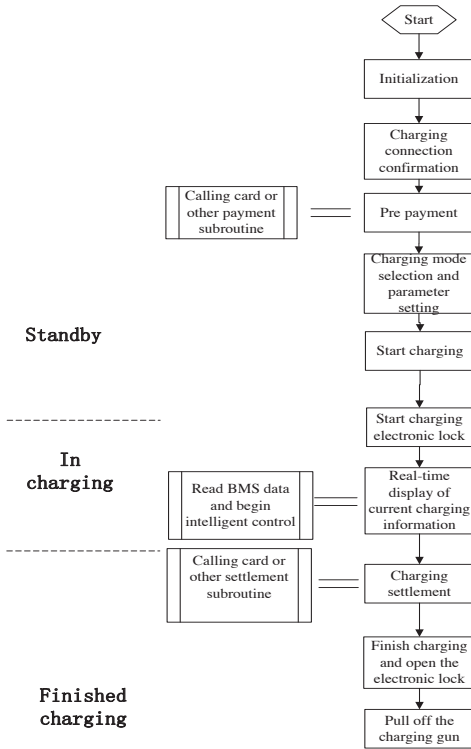 Start
Initialization
Charging
connection
confirmation
Calling card or
other payment
subroutine
Pre payment
Charging mode
selection and
parameter
setting
Standby
Start charging
Start charging
electronic lock
In
charging
Read BMS data
and begin
intelligent control
Real-time
display of
current charging
information
Calling card or
other settlement
subroutine
Charging
settlement
Finish charging
and open the
electronic lock
Finished
charging
Pull off the
charging gun